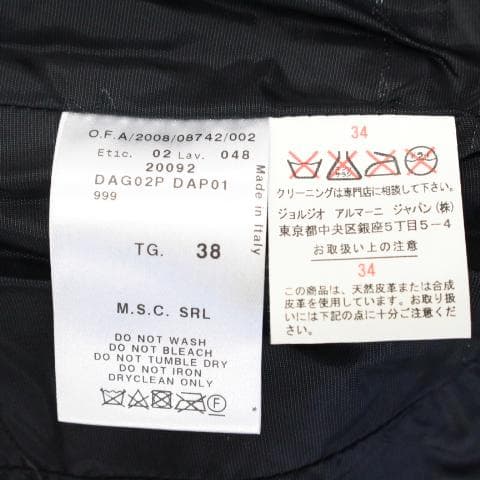 O.F.A/2008/08742/002
Etic. 02 Lav. 048
20092
DAG02P DAP01
999
Made in Italy
TG. 38
M.S.C. SRL
DO NOT WASH
DO NOT BLEACH
DO NOT TUMBLE DRY
DO NOT IRON
DRYCLEAN ONLY
F
34
クリーニングは専門店に相談して下さい。
ジョルジオ アルマーニ ジャパン(株)
東京都中央区銀座5丁目5-4
お取扱い上の注意
34
この商品は、天然皮革または合成
皮革を使用しています。お取り扱
いには下記の点に十分ご注意くだ